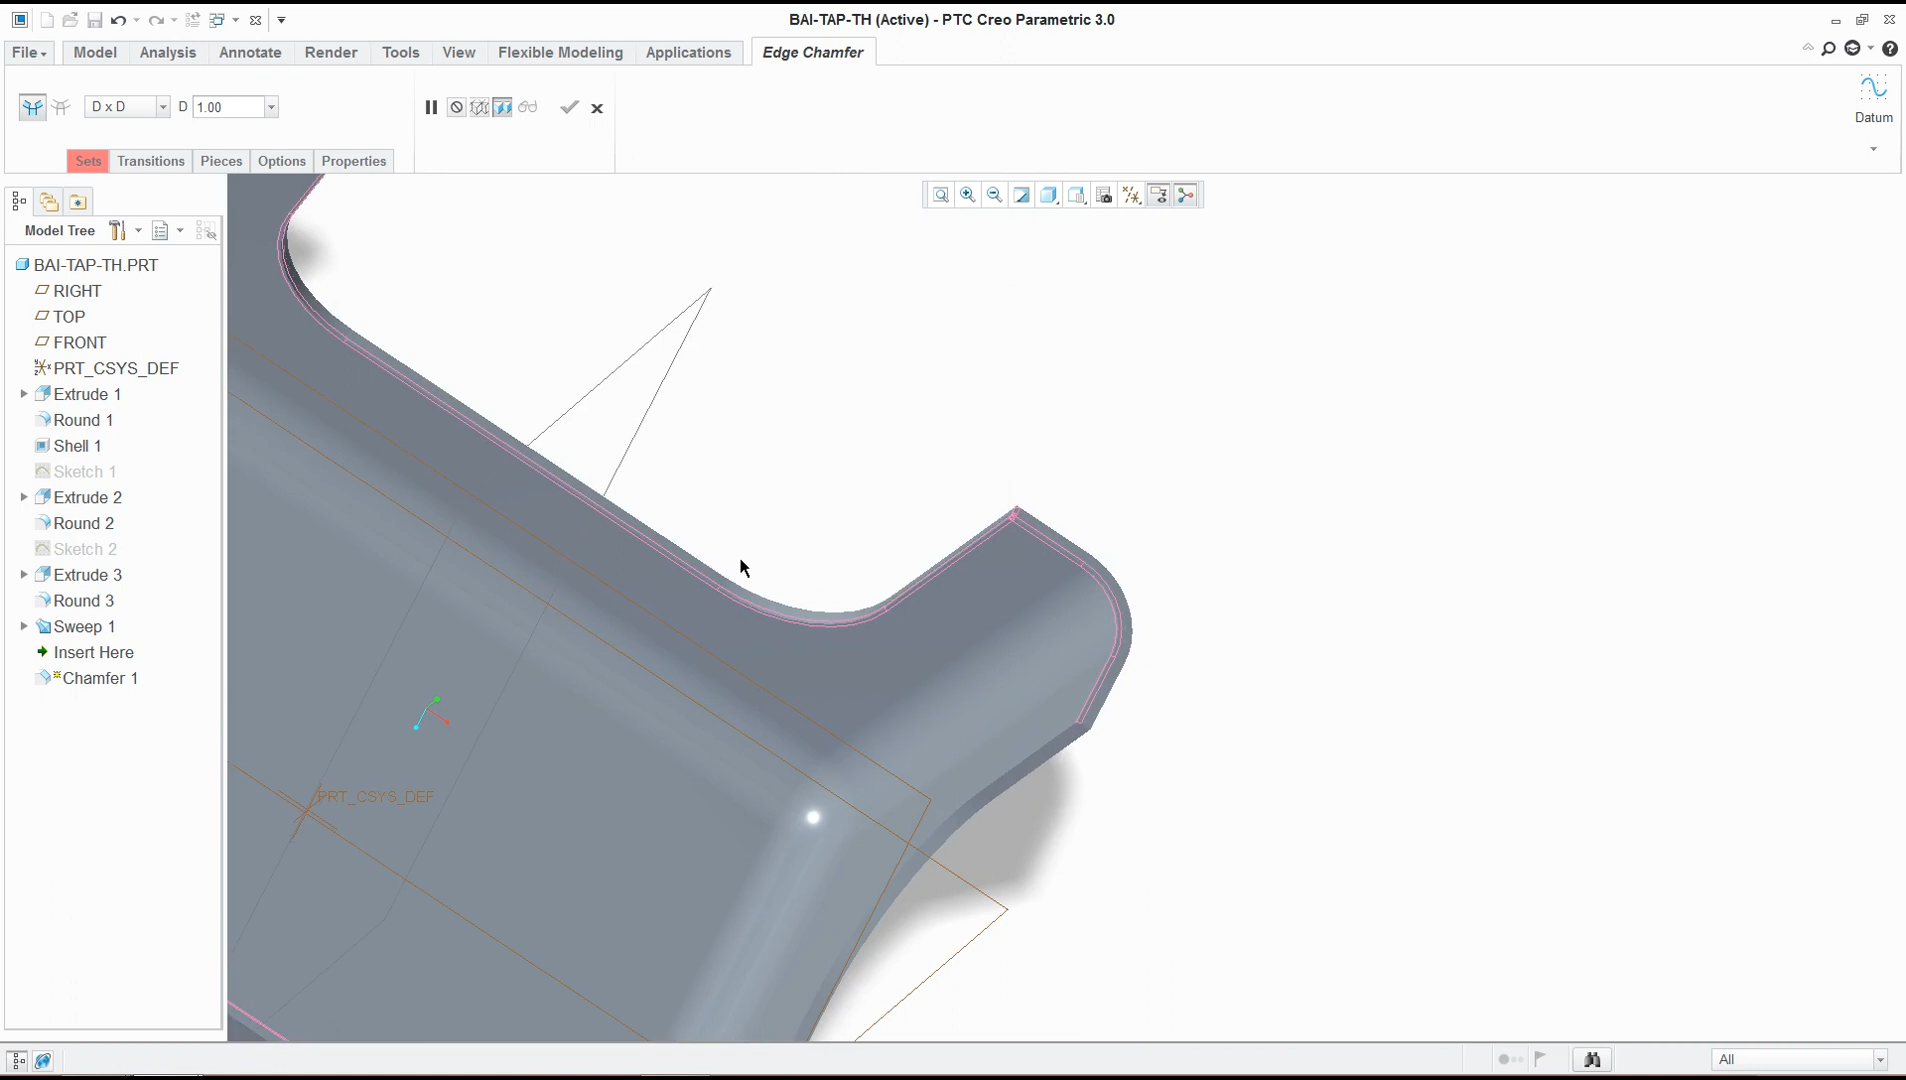 BAI-TAP-TH (Active) - PTC Creo Parametric 3.0
File Model Analysis Annotate Render Tools View Flexible Modeling Applications Edge Chamfer
D x D D 1.00
Datum
Sets Transitions Pieces Options Properties
Model Tree
BAI-TAP-TH.PRT
RIGHT
TOP
FRONT
PRT_CSYS_DEF
Extrude 1
Round 1
Shell 1
Sketch 1
Extrude 2
Round 2
Sketch 2
Extrude 3
Round 3
Sweep 1
Insert Here
Chamfer 1
PRT_CSYS_DEF
All